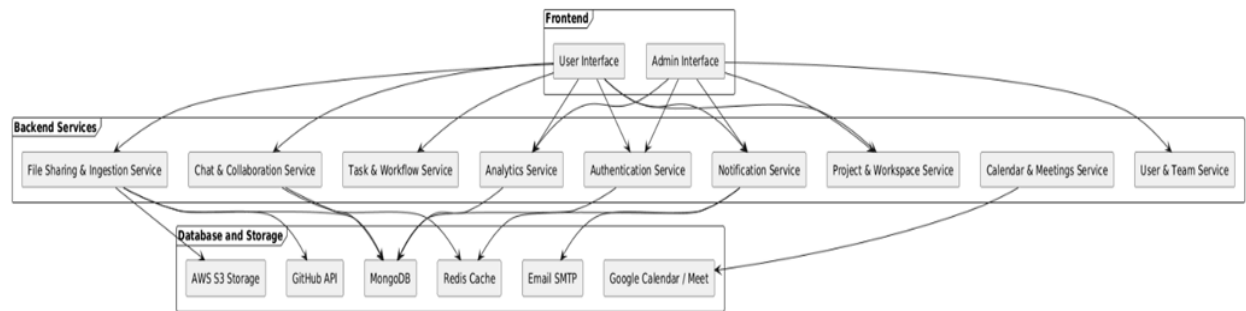 Frontend
User Interface
Admin Interface
Backend Services
File Sharing & Ingestion Service
Chat & Collaboration Service
Task & Workflow Service
Analytics Service
Authentication Service
Notification Service
Project & Workspace Service
Calendar & Meetings Service
User & Team Service
Database and Storage
AWS S3 Storage
GitHub API
MongoDB
Redis Cache
Email SMTP
Google Calendar / Meet